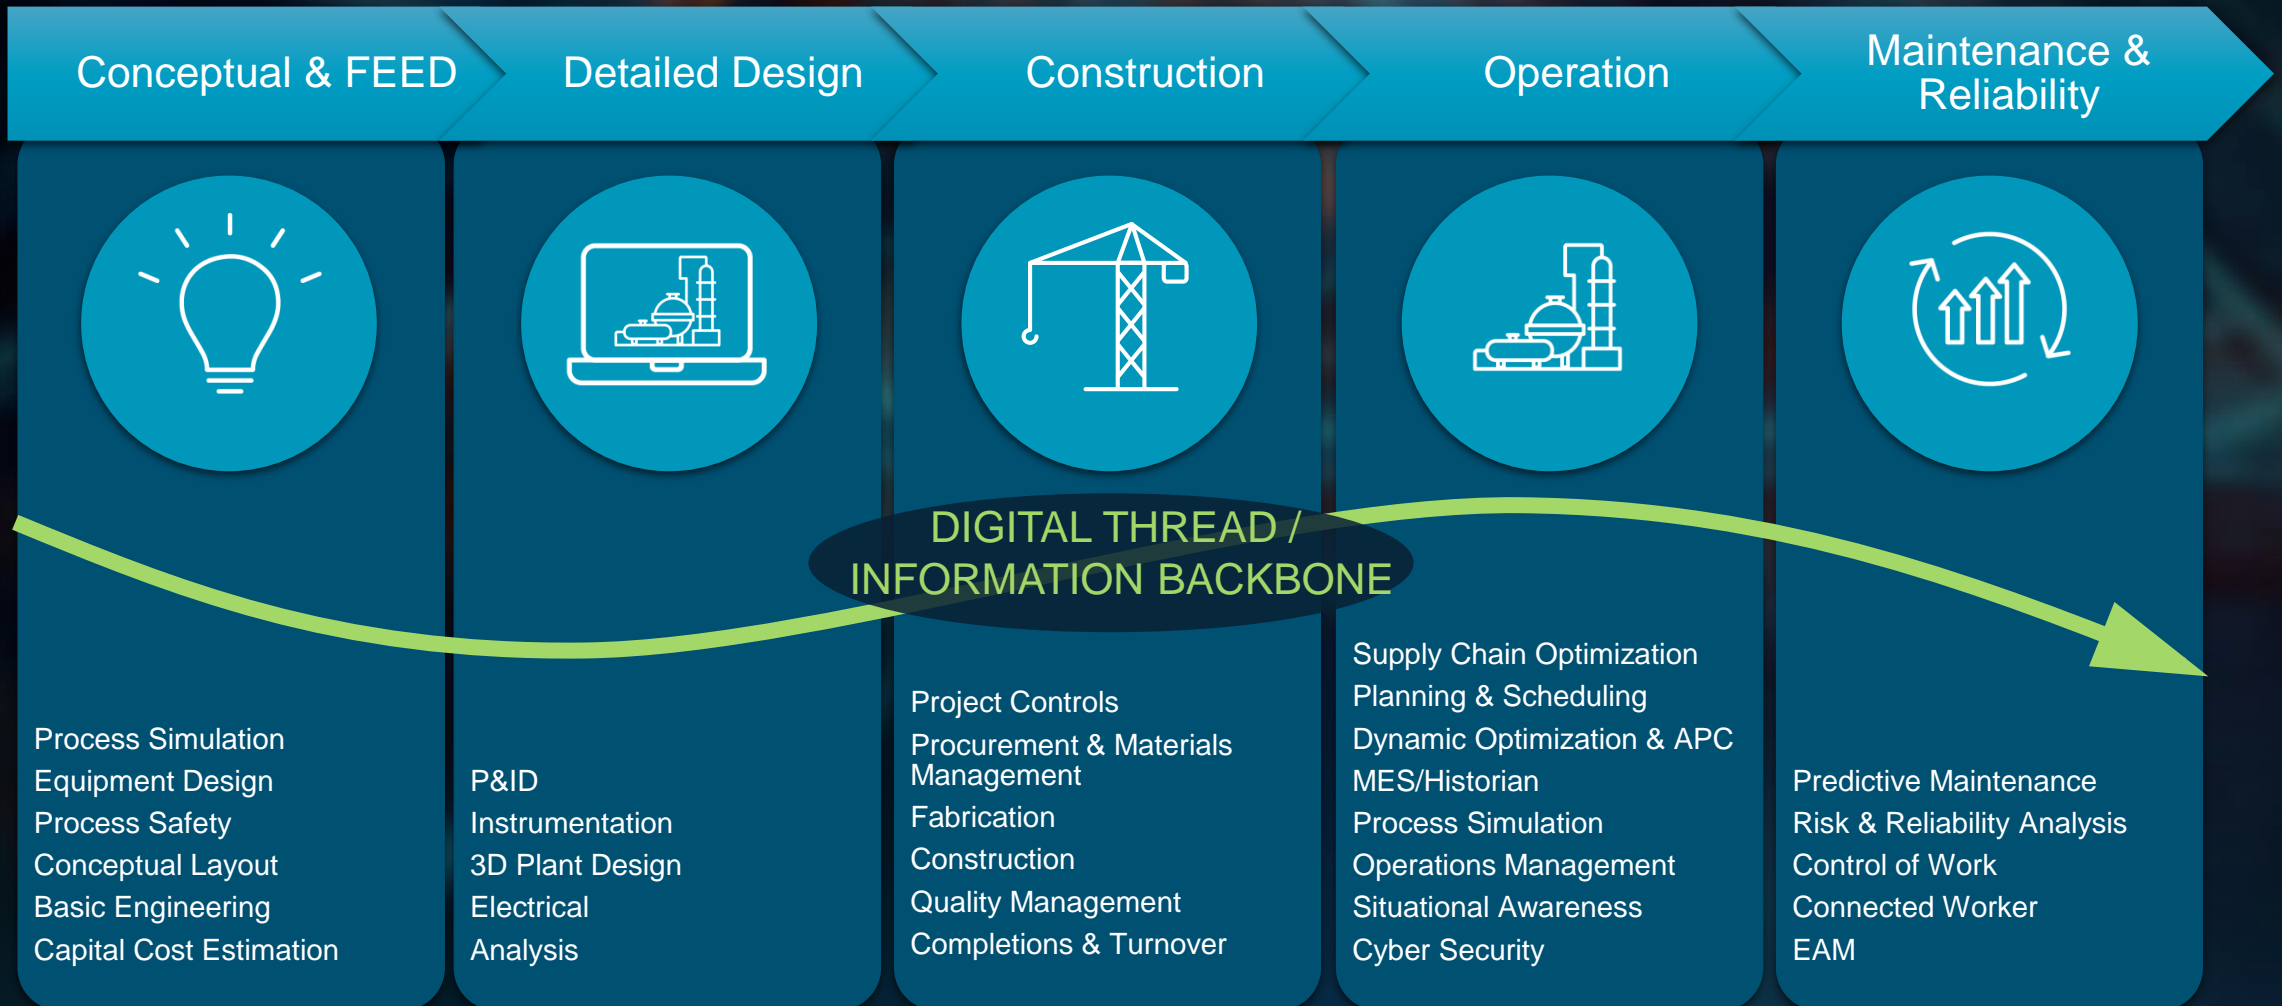 Conceptual & FEED
Detailed Design
Construction
Operation
Maintenance &
Reliability
DIGITAL THREAD /
INFORMATION BACKBONE
Process Simulation
Equipment Design
Process Safety
Conceptual Layout
Basic Engineering
Capital Cost Estimation
P&ID
Instrumentation
3D Plant Design
Electrical
Analysis
Project Controls
Procurement & Materials
Management
Fabrication
Construction
Quality Management
Completions & Turnover
Supply Chain Optimization
Planning & Scheduling
Dynamic Optimization & APC
MES/Historian
Process Simulation
Operations Management
Situational Awareness
Cyber Security
Predictive Maintenance
Risk & Reliability Analysis
Control of Work
Connected Worker
EAM